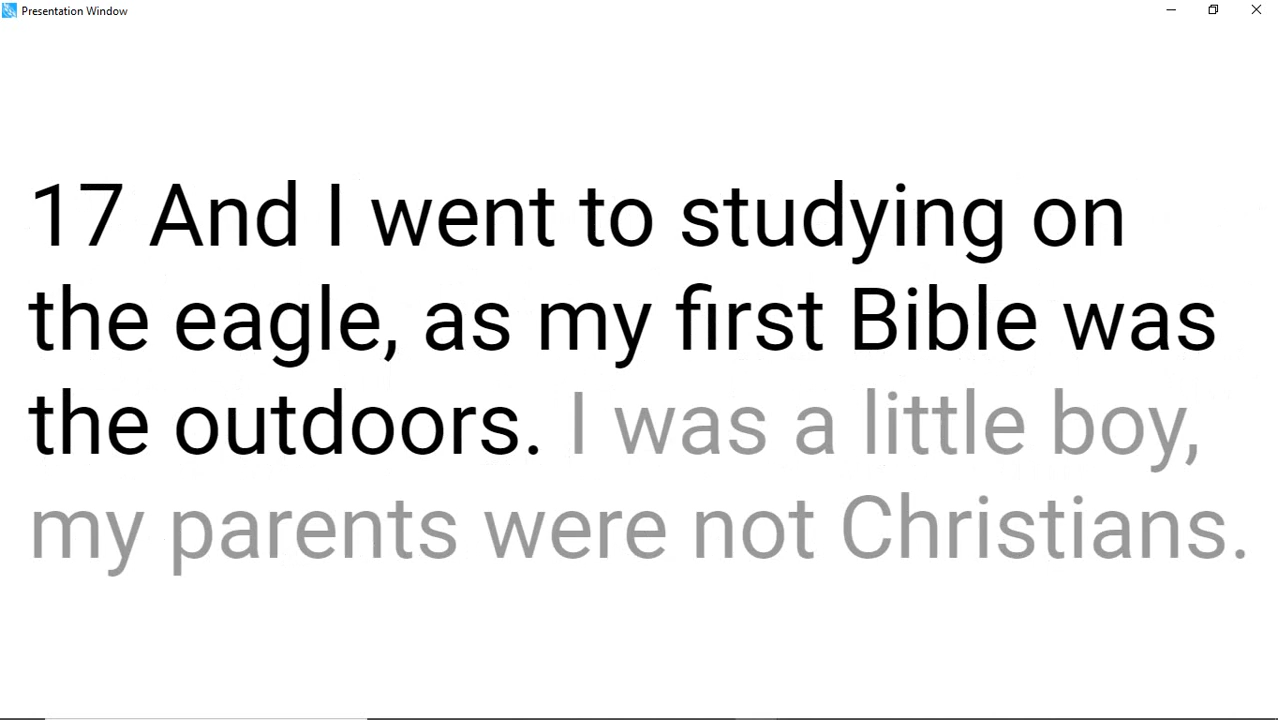 Presentation Window
17 And I went to studying on
the eagle, as my first Bible was
the outdoors. I was a little boy,
my parents were not Christians.